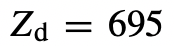 Z_d = 695